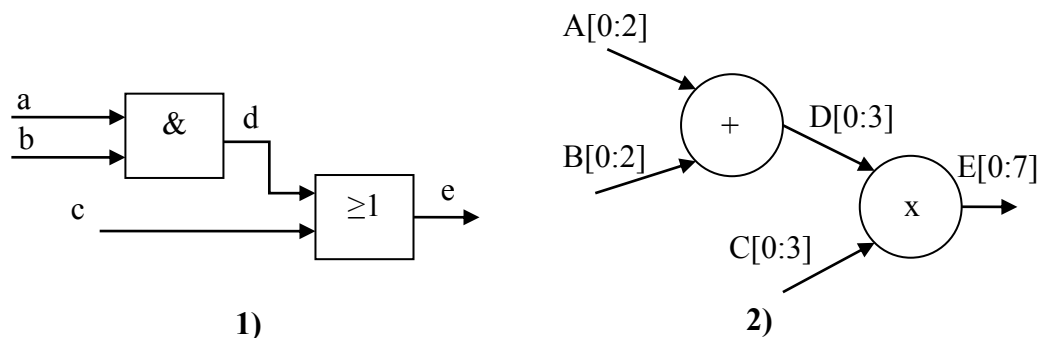 a
b
&
d
c
≥1
e
1)
A[0:2]
B[0:2]
+
D[0:3]
C[0:3]
x
E[0:7]
2)